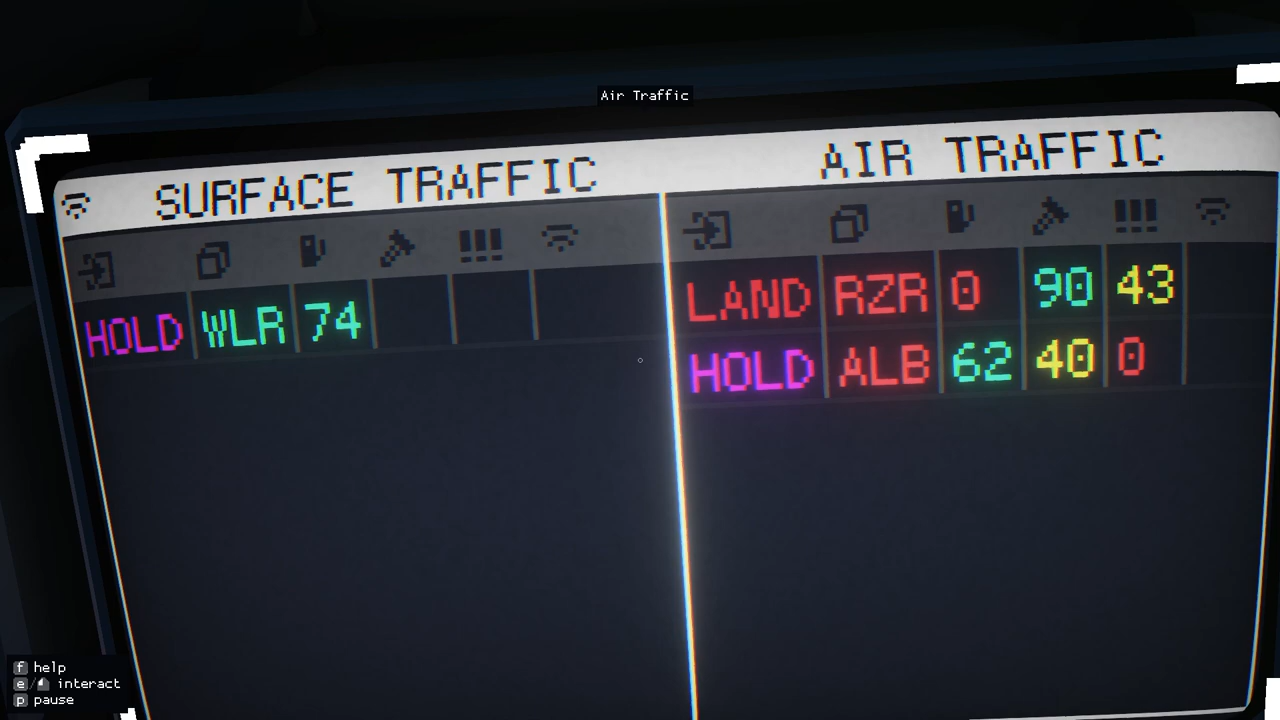 Air Traffic
SURFACE TRAFFIC
HOLD WLR 74
AIR TRAFFIC
LAND RZR 0 90 43
HOLD ALB 62 40 0
f help
e/ interact
p pause